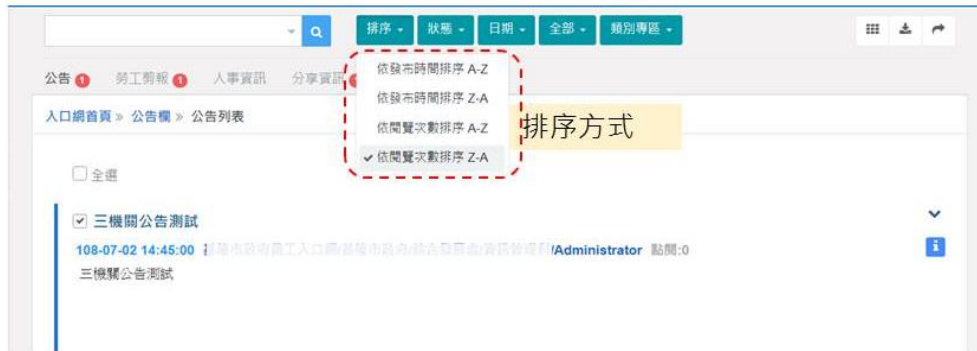 排序 狀態 日期 全部 類別專區
公告 1 勞工剪報 1 人事資訊 分享資訊
依發布時間排序 A-Z
依發布時間排序 Z-A
依閱覽次數排序 A-Z
依閱覽次數排序 Z-A
排序方式
入口網首頁 » 公告欄 » 公告列表
全選
三機關公告測試
108-07-02 14:45:00 /Administrator 點閱:0
三機關公告測試